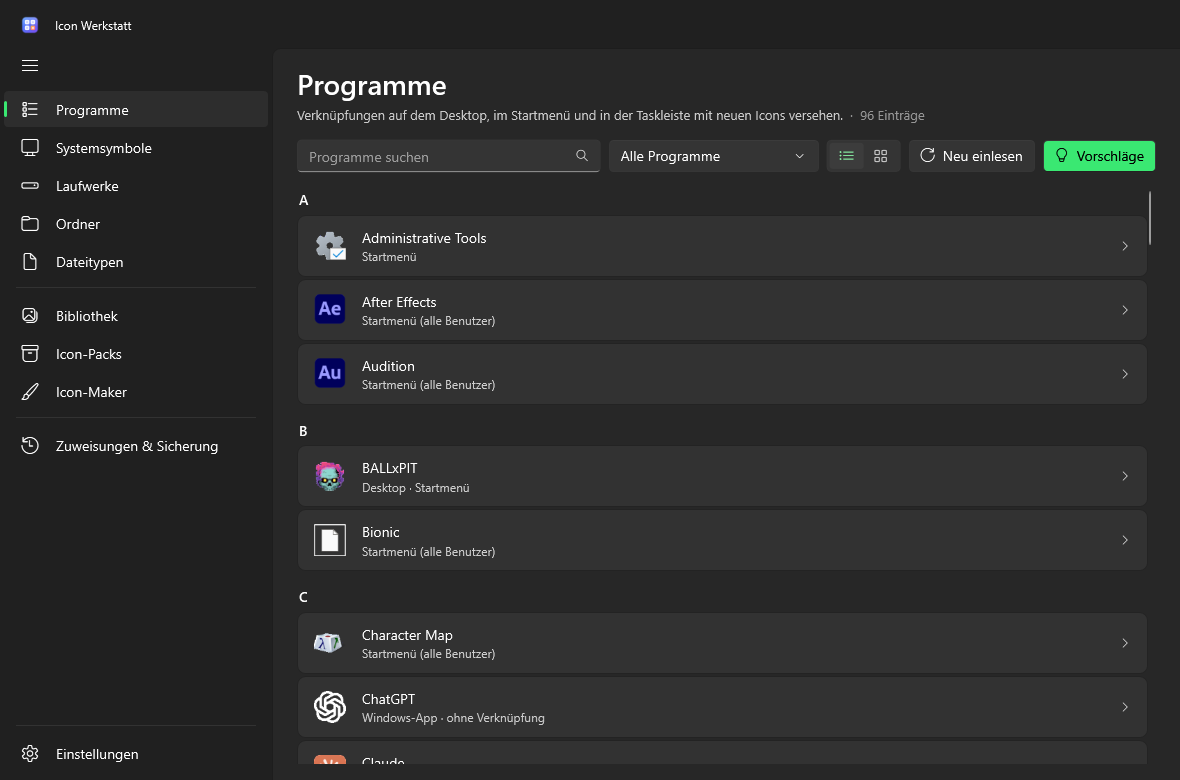 Icon Werkstatt
Programme
Systemsymbole
Laufwerke
Ordner
Dateitypen
Bibliothek
Icon-Packs
Icon-Maker
Zuweisungen & Sicherung
Einstellungen
Programme
Verknüpfungen auf dem Desktop, im Startmenü und in der Taskleiste mit neuen Icons versehen. · 96 Einträge
Programme suchen
Alle Programme
Neu einlesen
Vorschläge
A
Administrative Tools
Startmenü
Ae
After Effects
Startmenü (alle Benutzer)
Au
Audition
Startmenü (alle Benutzer)
B
BALLxPIT
Desktop · Startmenü
Bionic
Startmenü (alle Benutzer)
C
Character Map
Startmenü (alle Benutzer)
ChatGPT
Windows-App · ohne Verknüpfung
Claude